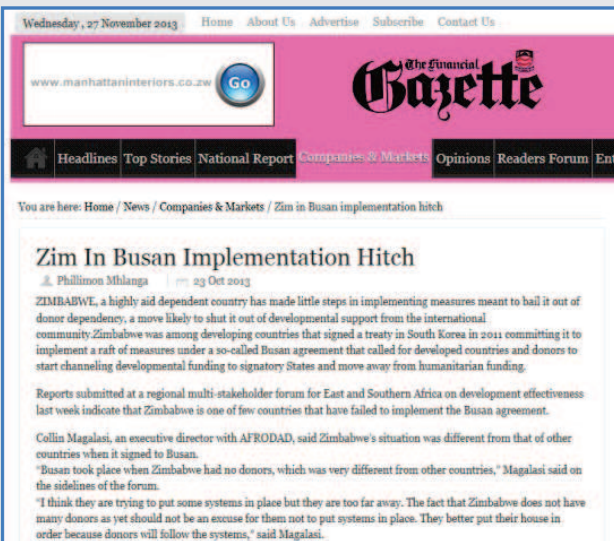 Wednesday, 27 November 2013 Home About Us Advertise Subscribe Contact Us
www.manhattaninteriors.co.zw Go
The Financial
Gazette
Headlines Top Stories National Report Companies & Markets Opinions Readers Forum Ent
You are here: Home / News / Companies & Markets / Zim in Busan implementation hitch
Zim In Busan Implementation Hitch
Phillimon Mhlanga 23 Oct 2013
ZIMBABWE, a highly aid dependent country has made little steps in implementing measures meant to bail it out of
donor dependency, a move likely to shut it out of developmental support from the international
community.Zimbabwe was among developing countries that signed a treaty in South Korea in 2011 committing it to
implement a raft of measures under a so-called Busan agreement that called for developed countries and donors to
start channeling developmental funding to signatory States and move away from humanitarian funding.
Reports submitted at a regional multi-stakeholder forum for East and Southern Africa on development effectiveness
last week indicate that Zimbabwe is one of few countries that have failed to implement the Busan agreement.
Collin Magalasi, an executive director with AFRODAD, said Zimbabwe's situation was different from that of other
countries when it signed to Busan.
"Busan took place when Zimbabwe had no donors, which was very different from other countries," Magalasi said on
the sidelines of the forum.
"I think they are trying to put some systems in place but they are too far away. The fact that Zimbabwe does not have
many donors as yet should not be an excuse for them not to put systems in place. They better put their house in
order because donors will follow the systems," said Magalasi.